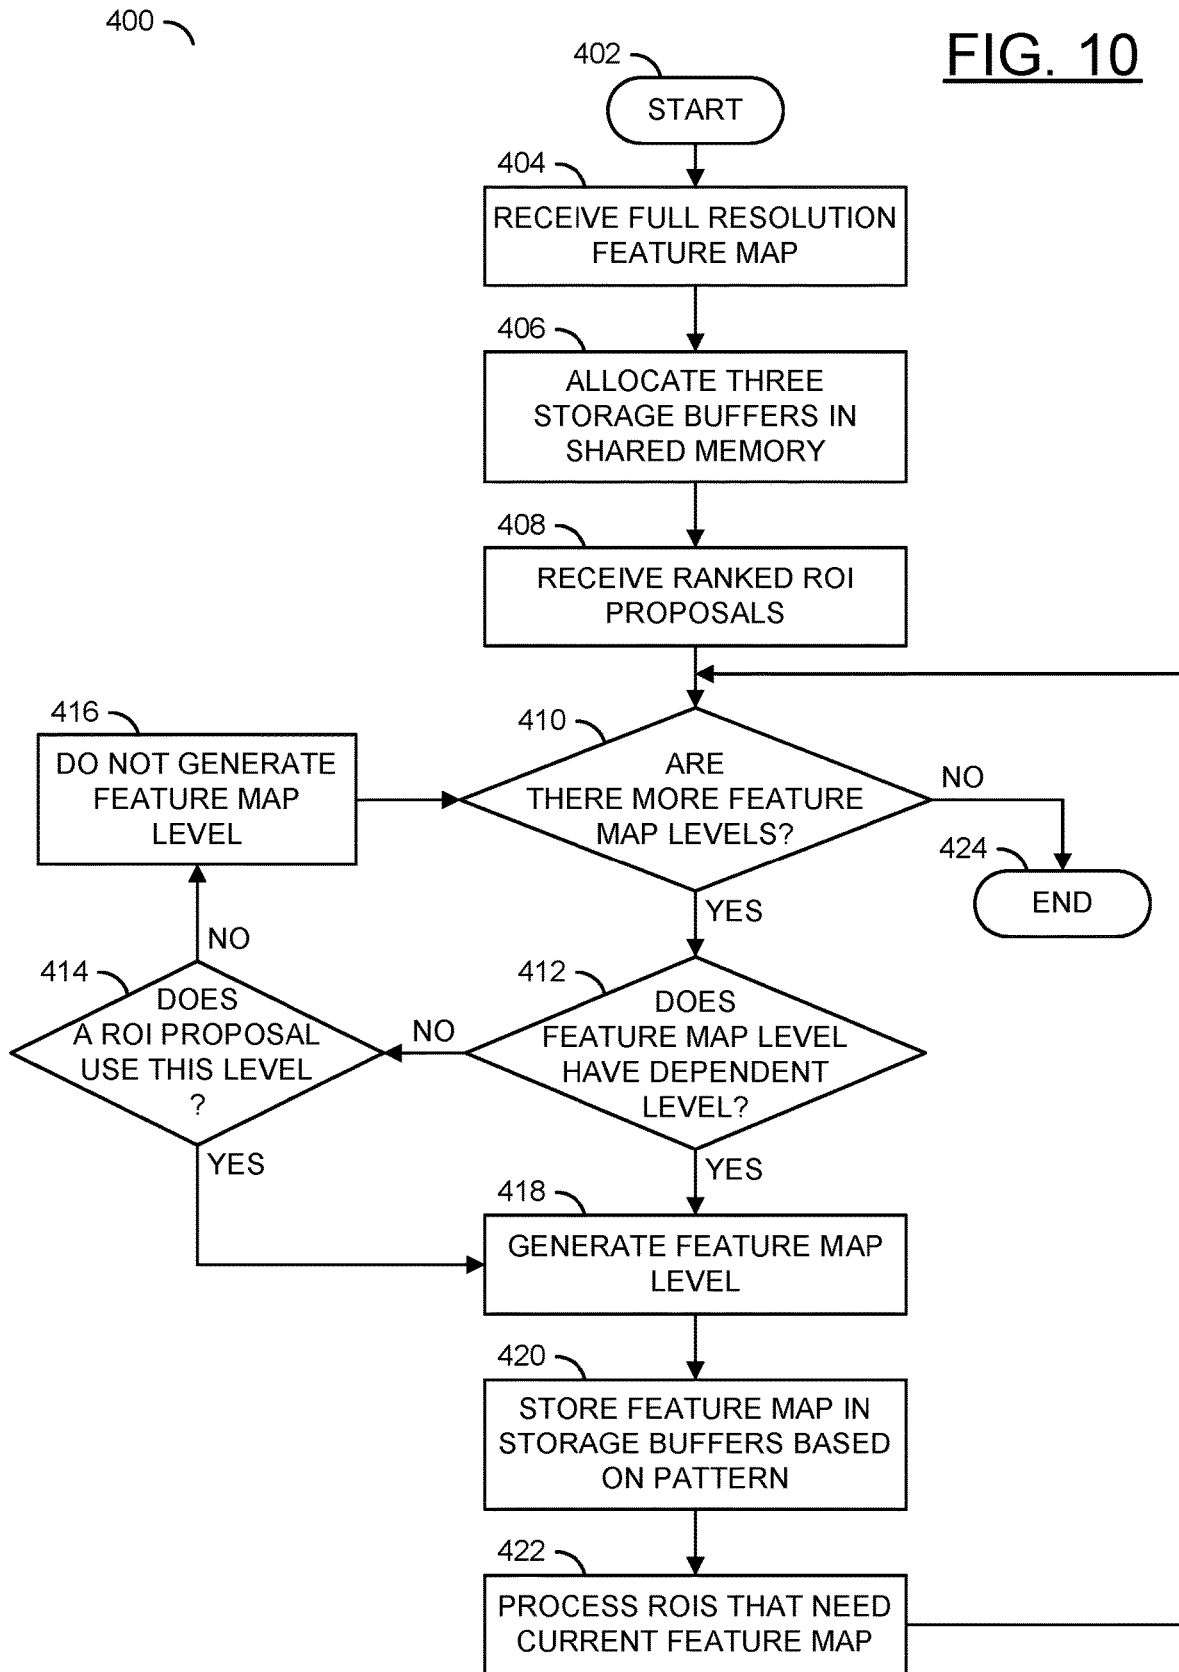 400
FIG. 10
402
START
404
RECEIVE FULL RESOLUTION
FEATURE MAP
406
ALLOCATE THREE
STORAGE BUFFERS IN
SHARED MEMORY
408
RECEIVE RANKED ROI
PROPOSALS
416
DO NOT GENERATE
FEATURE MAP
LEVEL
410
ARE
THERE MORE FEATURE
MAP LEVELS?
NO
424
END
YES
NO
414
DOES
A ROI PROPOSAL
USE THIS LEVEL
?
NO
412
DOES
FEATURE MAP LEVEL
HAVE DEPENDENT
LEVEL?
YES
YES
418
GENERATE FEATURE MAP
LEVEL
420
STORE FEATURE MAP IN
STORAGE BUFFERS BASED
ON PATTERN
422
PROCESS ROIS THAT NEED
CURRENT FEATURE MAP